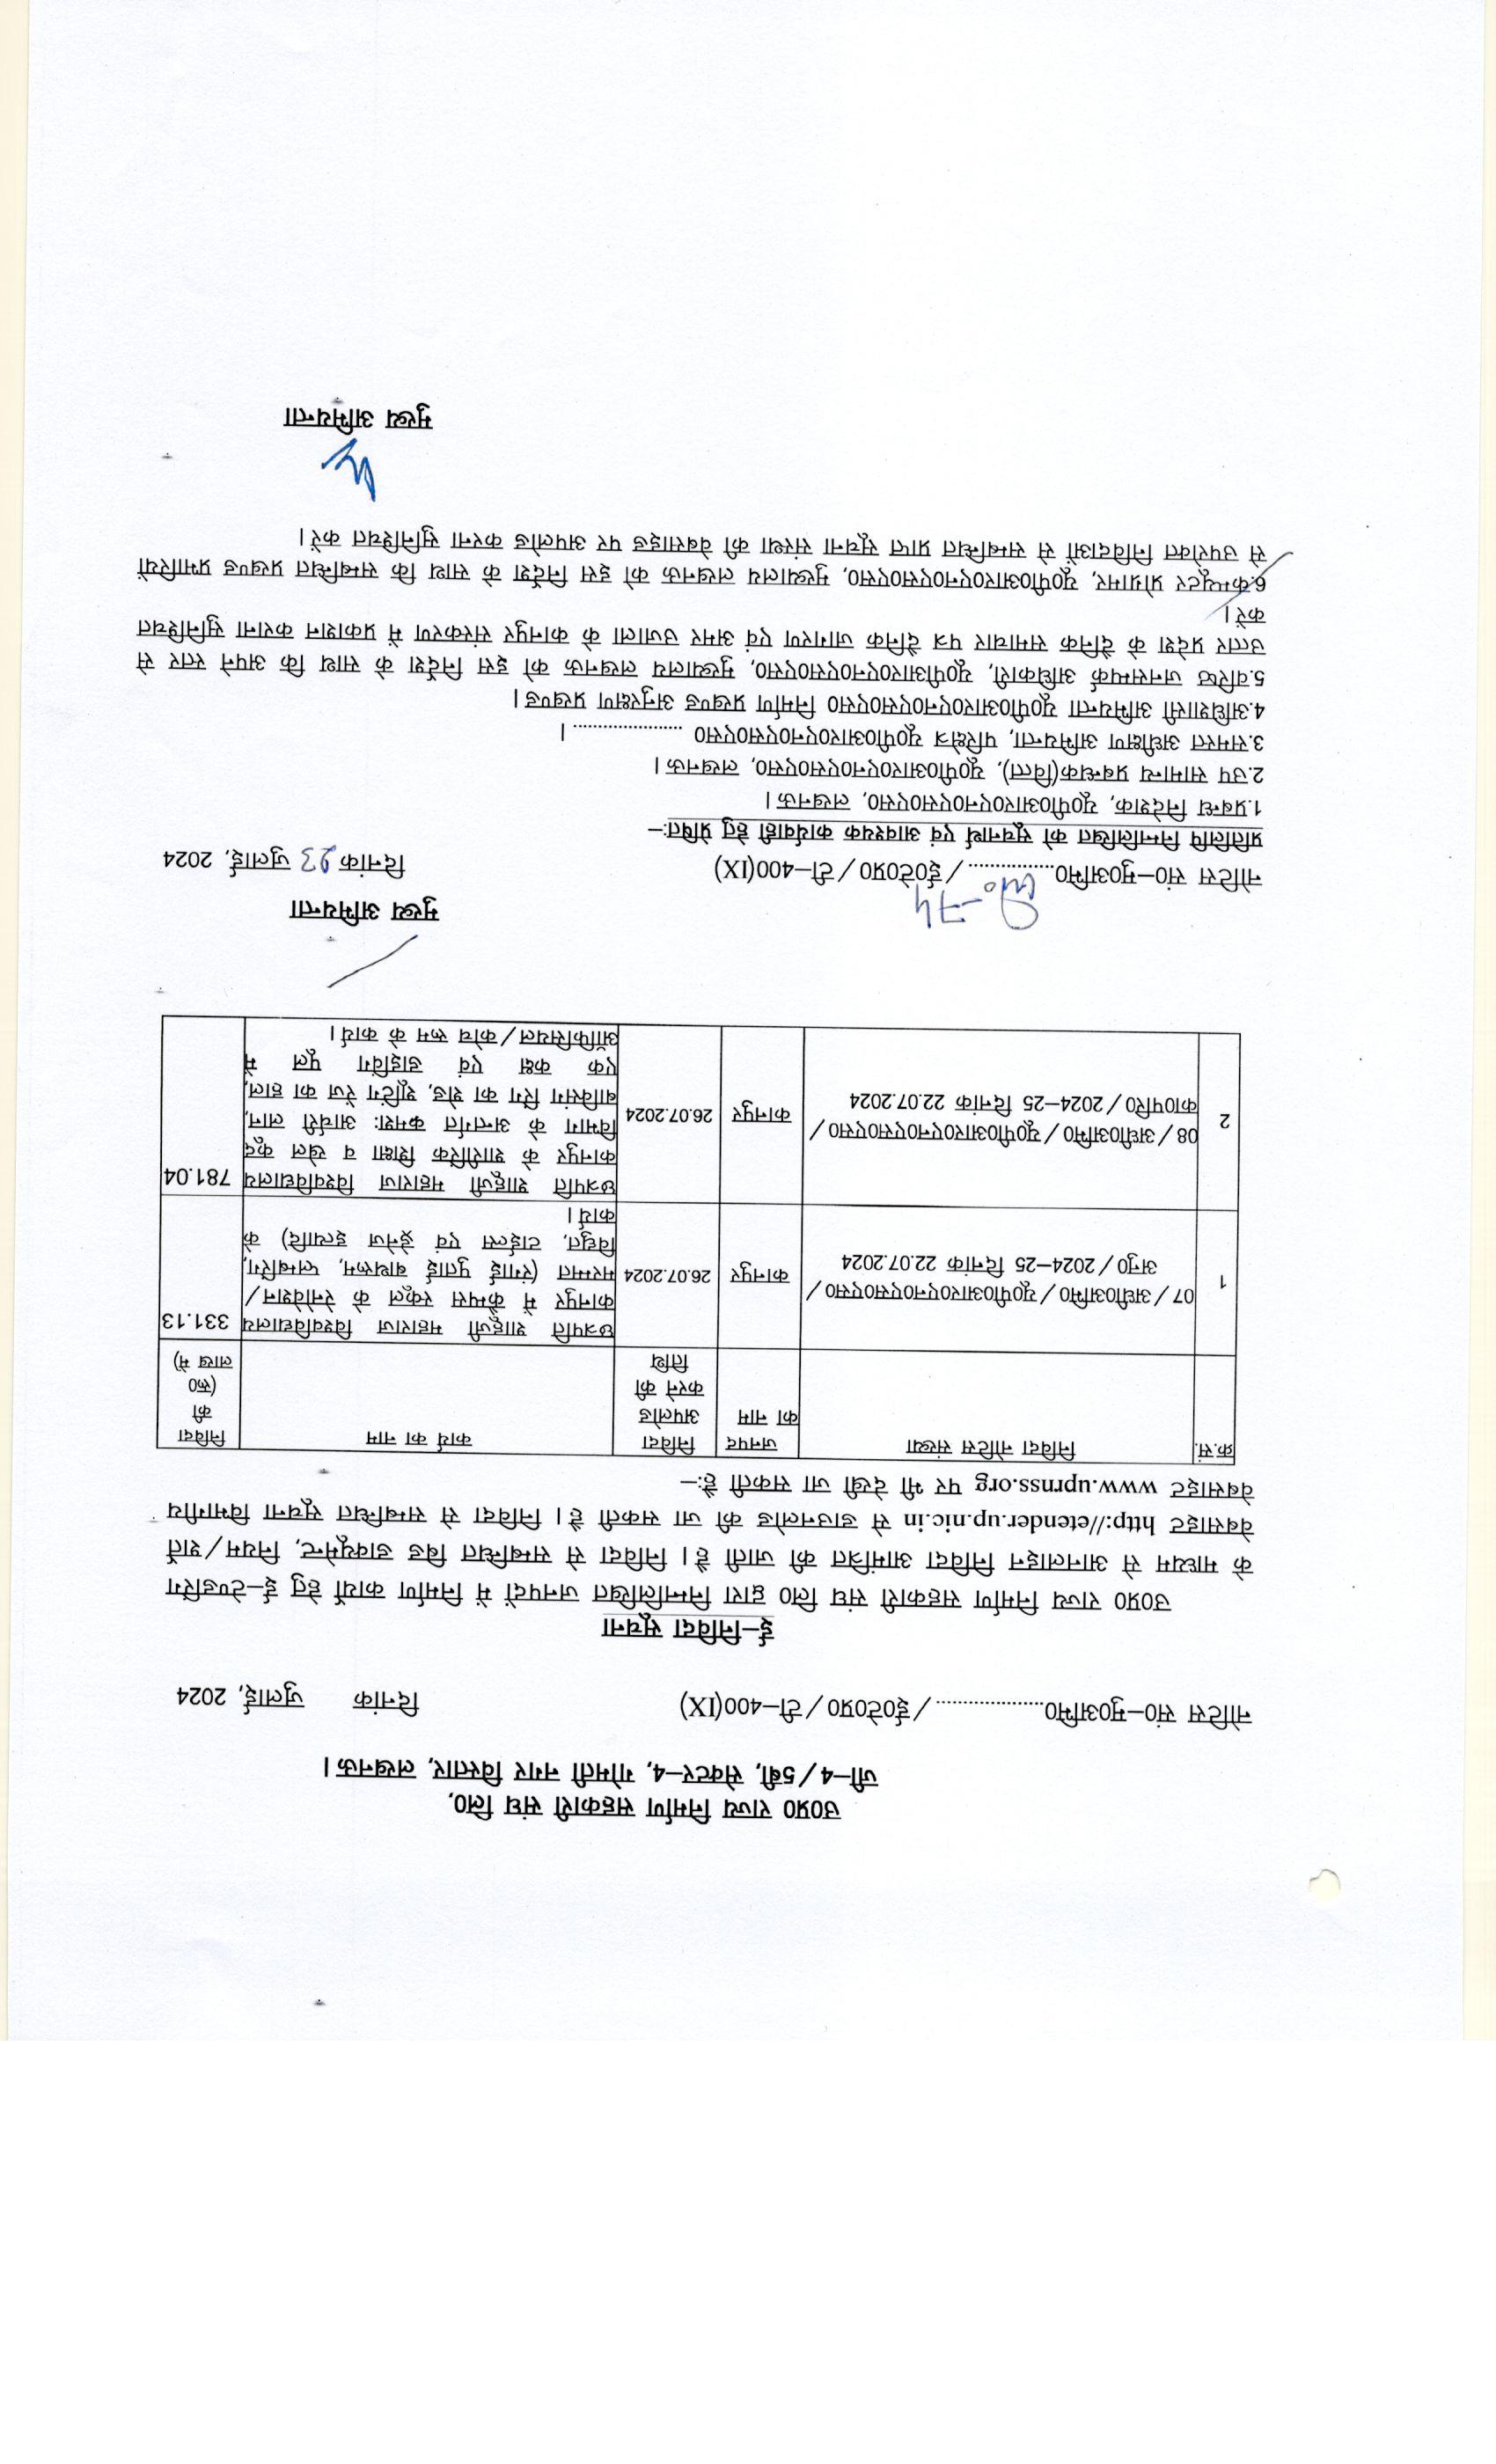 उ0प्र0 राज्य निर्माण सहकारी संघ लि0,
जी–4/5बी, सेक्टर–4, गोमती नगर विस्तार, लखनऊ।
नोटिस सं0–मु0अभि0.................... /ई0टे0प्र0/टी–400(IX) दिनांक जुलाई, 2024
ई–निविदा सूचना
उ0प्र0 राज्य निर्माण सहकारी संघ लि0 द्वारा निम्नलिखित जनपदों में निर्माण कार्यो हेतु ई–टेण्डरिंग
के माध्यम से आनलाइन निविदा आमंत्रित की जाती है। निविदा से सम्बन्धित बिड डाक्यूमेन्ट, नियम/शर्ते
वेबसाइट http://etender.up.nic.in से डाउनलोड की जा सकती है। निविदा से सम्बन्धित सूचना विभागीय
वेबसाइट www.uprnss.org पर भी देखी जा सकती हैः–
क्र.सं. निविदा नोटिस संख्या जनपद का नाम निविदा अपलोड करने की तिथि कार्य का नाम निविदा की (रू0 लाख में)
1 07/अधी0अभि0/यू0पी0आर0एन0एस0एस0/
अनु0/2024–25 दिनांक 22.07.2024
कानपुर 26.07.2024
छत्रपति शाहूजी महाराज विश्वविद्यालय
कानपुर में कैम्पस स्कूल के रेनोवेशन/
मरम्मत (रंगाई पुताई बाथरूम, प्लम्बरिंग,
विद्युत, टाईल्स एवं ड्रेनेज इत्यादि) के
कार्य।
331.13
2 08/अधी0अभि0/यू0पी0आर0एन0एस0एस0/
का0परि0/2024–25 दिनांक 22.07.2024
कानपुर 26.07.2024
छत्रपति शाहूजी महाराज विश्वविद्यालय
कानपुर के शारीरिक शिक्षा व खेल कूद
विभाग के अन्तर्गत क्रमशः आर्चरी लान,
बाक्सिंग रिंग का शेड, शूटिंग रेंज का हाल,
एक कक्ष एवं डाइविंग पूल में
ऑफिसियल/कोच रूम के कार्य।
781.04
मुख्य अभियन्ता
नोटिस सं0–मु0अभि0................ /ई0टे0प्र0/टी–400(IX) दिनांक 23 जुलाई, 2024
प्रतिलिपि निम्नलिखित को सूचनार्थ एवं आवश्यक कार्यवाही हेतु प्रेषितः–
1.प्रबन्ध निदेशक, यू0पी0आर0एन0एस0एस0, लखनऊ।
2.उप सामान्य प्रबन्धक(वित्त), यू0पी0आर0एन0एस0एस0, लखनऊ।
3.समस्त अधीक्षण अभियन्ता, परिक्षेत्र यू0पी0आर0एन0एस0एस0 ...................... ।
4.अधिशासी अभियन्ता यू0पी0आर0एन0एस0एस0 निर्माण प्रखण्ड अनुरक्षण प्रखण्ड।
5.वरिष्ठ जनसम्पर्क अधिकारी, यू0पीआर0एन0एस0एस0, मुख्यालय लखनऊ को इस निर्देश के साथ कि अपने स्तर से
उत्तर प्रदेश के दैनिक समाचार पत्र दैनिक जागरण एवं अमर उजाला के कानपुर संस्करण में प्रकाशन कराना सुनिश्चित
करें।
6.कम्प्यूटर प्रोग्रामर, यू0पी0आर0एन0एस0एस0, मुख्यालय लखनऊ को इस निर्देश के साथ कि सम्बन्धित प्रखण्ड प्रभारियों
से उपरोक्त निविदाओं से सम्बन्धित प्राप्त सूचना संस्था की वेबसाइड पर अपलोड करना सुनिश्चित करें।
मुख्य अभियन्ता